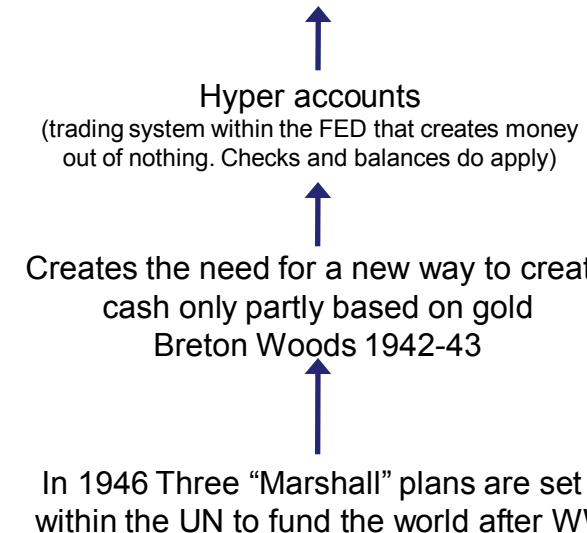 Hyper accounts
(trading system within the FED that creates money
out of nothing. Checks and balances do apply)
Creates the need for a new way to creat
cash only partly based on gold
Breton Woods 1942-43
In 1946 Three “Marshall” plans are set
within the UN to fund the world after W